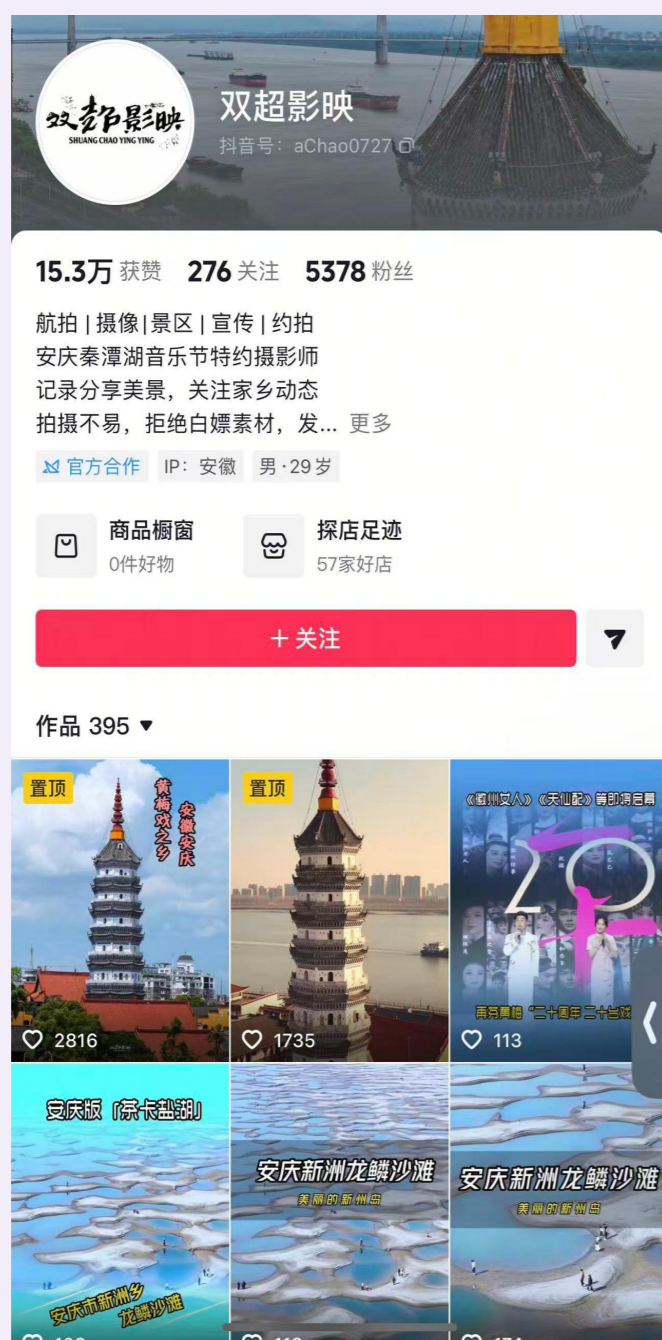 双超影映
SHUANG CHAO YING YING
双超影映
抖音号：aChao0727
15.3万 获赞 276 关注 5378 粉丝
航拍 | 摄像|景区 | 宣传 | 约拍
安庆秦潭湖音乐节特约摄影师
记录分享美景，关注家乡动态
拍摄不易，拒绝白嫖素材，发... 更多
官方合作 IP：安徽 男·29岁
商品橱窗
0件好物
探店足迹
57家好店
＋关注
作品 395
置顶
黄梅戏之乡
安徽安庆
2816
置顶
1735
《徽州女人》《天仙配》等即将启幕
20年
再芬黄梅“二十周年 二十台戏
113
安庆版「茶卡盐湖」
安庆市新洲乡
龙鳞沙滩
安庆新洲龙鳞沙滩
美丽的新州岛
安庆新洲龙鳞沙滩
美丽的新州岛